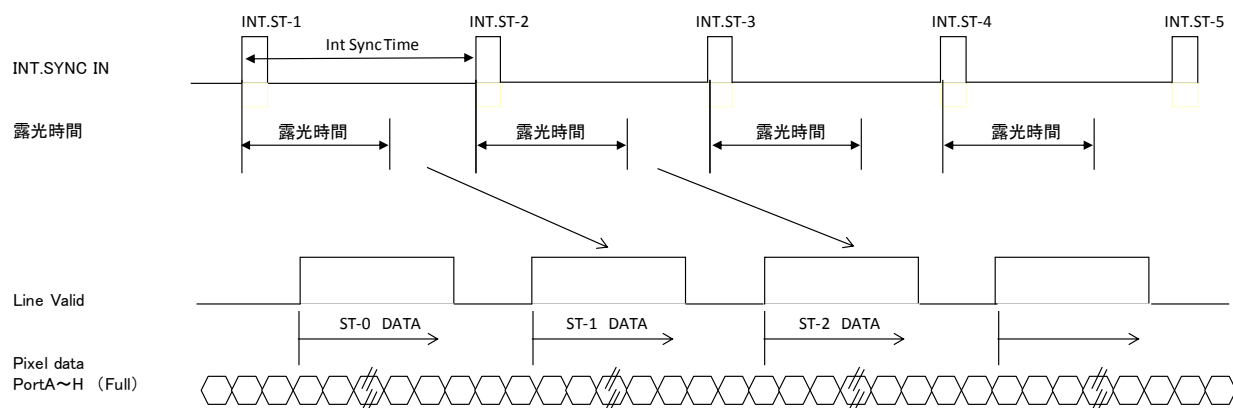 INT.ST-1 INT.ST-2 INT.ST-3 INT.ST-4 INT.ST-5
Int Sync Time
INT.SYNC IN
露光時間 露光時間 露光時間 露光時間 露光時間
Line Valid
ST-0 DATA ST-1 DATA ST-2 DATA
Pixel data
PortA～H （Full）